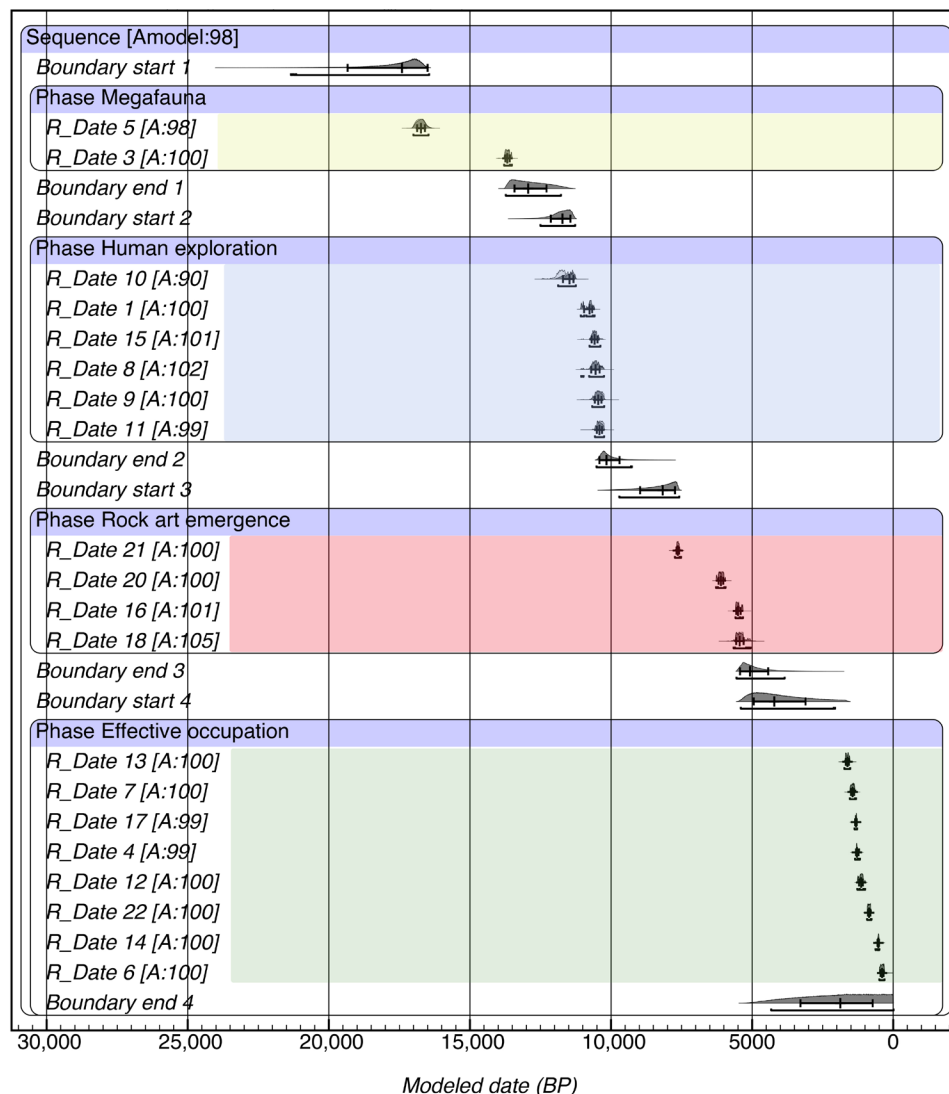 Sequence [Amodel:98]
Boundary start 1
Phase Megafauna
R_Date 5 [A:98]
R_Date 3 [A:100]
Boundary end 1
Boundary start 2
Phase Human exploration
R_Date 10 [A:90]
R_Date 1 [A:100]
R_Date 15 [A:101]
R_Date 8 [A:102]
R_Date 9 [A:100]
R_Date 11 [A:99]
Boundary end 2
Boundary start 3
Phase Rock art emergence
R_Date 21 [A:100]
R_Date 20 [A:100]
R_Date 16 [A:101]
R_Date 18 [A:105]
Boundary end 3
Boundary start 4
Phase Effective occupation
R_Date 13 [A:100]
R_Date 7 [A:100]
R_Date 17 [A:99]
R_Date 4 [A:99]
R_Date 12 [A:100]
R_Date 22 [A:100]
R_Date 14 [A:100]
R_Date 6 [A:100]
Boundary end 4
30,000 25,000 20,000 15,000 10,000 5000 0
Modeled date (BP)